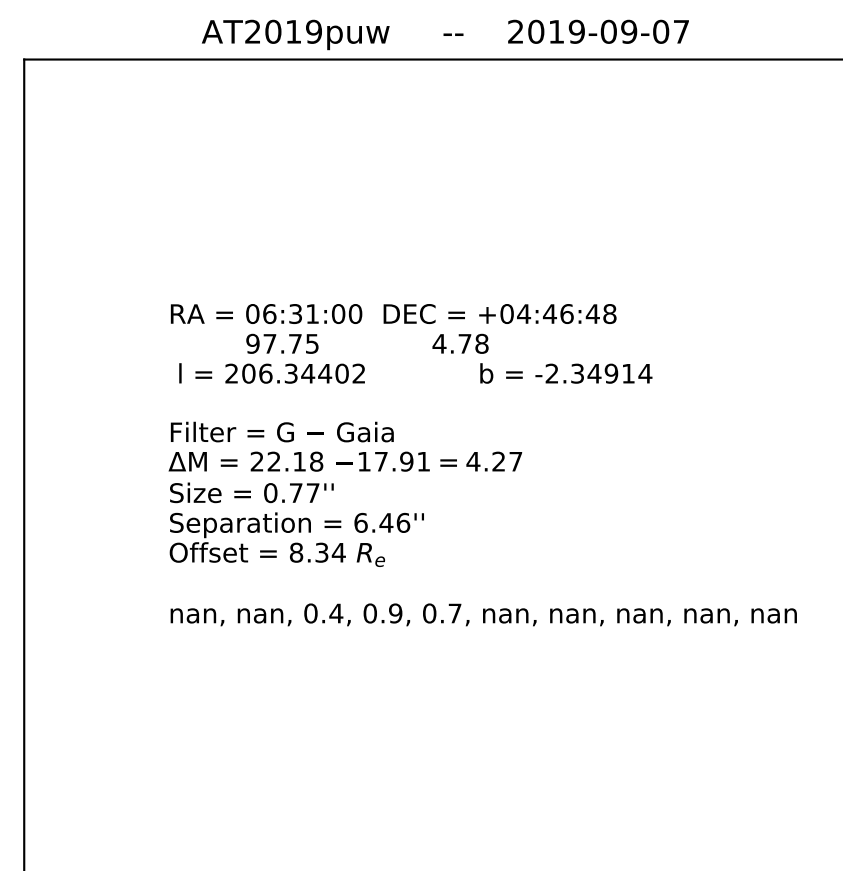 AT2019puw -- 2019-09-07
RA = 06:31:00 DEC = +04:46:48
97.75 4.78
l = 206.34402 b = -2.34914
Filter = G − Gaia
ΔM = 22.18 −17.91 = 4.27
Size = 0.77''
Separation = 6.46''
Offset = 8.34 Re
nan, nan, 0.4, 0.9, 0.7, nan, nan, nan, nan, nan